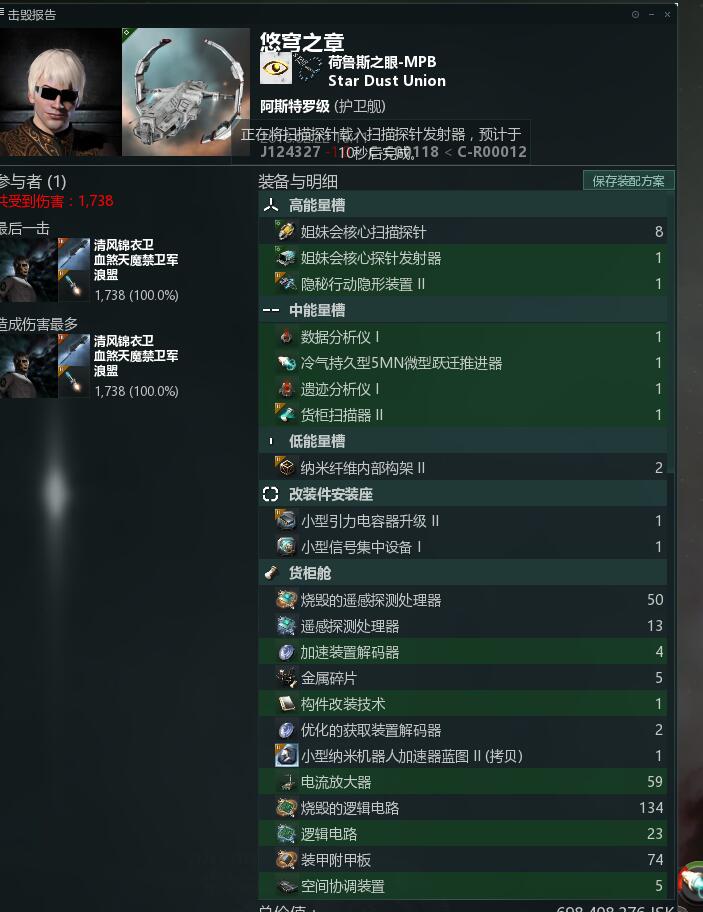 击毁报告
悠穹之章
荷鲁斯之眼-MPB
Star Dust Union
阿斯特罗级 (护卫舰)
正在将扫描探针载入扫描探针发射器，预计于
10秒后完成。
J124327 < C-R00012
参与者 (1)
共受到伤害：1,738
最后一击
清风锦衣卫
血煞天魔禁卫军
浪盟
1,738 (100.0%)
造成伤害最多
清风锦衣卫
血煞天魔禁卫军
浪盟
1,738 (100.0%)
装备与明细
保存装配方案
高能量槽
姐妹会核心扫描探针 8
姐妹会核心探针发射器 1
隐秘行动隐形装置 II 1
中能量槽
数据分析仪 I 1
冷气持久型5MN微型跃迁推进器 1
遗迹分析仪 I 1
货柜扫描器 II 1
低能量槽
纳米纤维内部构架 II 2
改装件安装座
小型引力电容器升级 II 1
小型信号集中设备 I 1
货柜舱
烧毁的遥感探测处理器 50
遥感探测处理器 13
加速装置解码器 4
金属碎片 5
构件改装技术 1
优化的获取装置解码器 2
小型纳米机器人加速器蓝图 II (拷贝) 1
电流放大器 59
烧毁的逻辑电路 134
逻辑电路 23
装甲附甲板 74
空间协调装置 5
总价值： 698,408,276 ISK